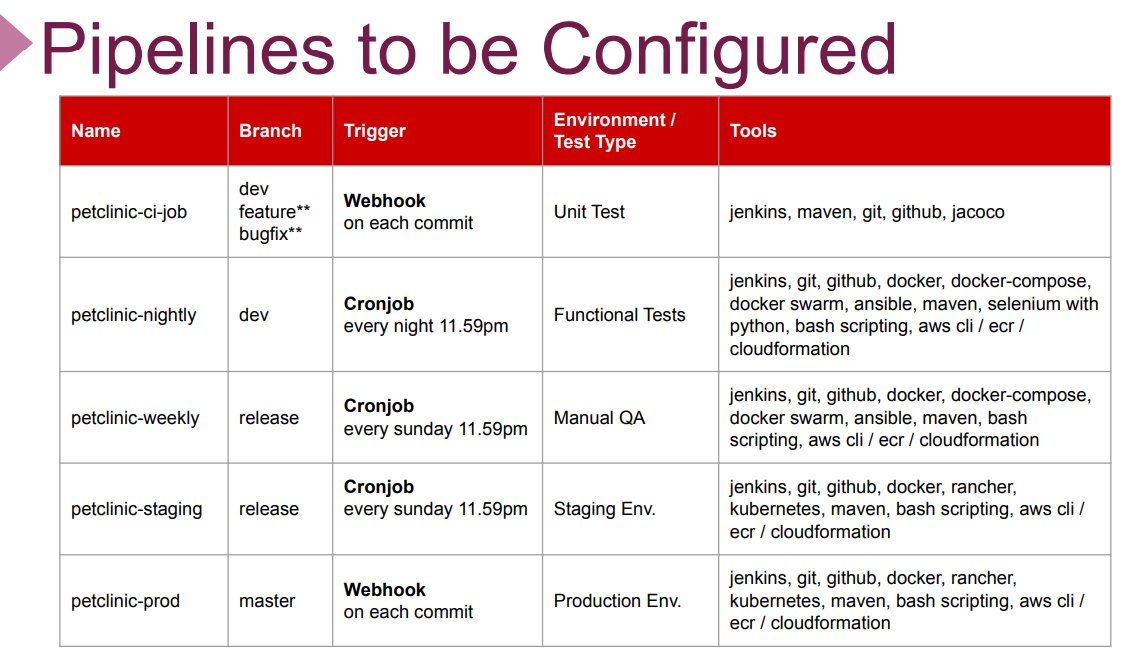 Pipelines to be Configured
Name
Branch
Trigger
Environment /
Test Type
Tools
petclinic-ci-job
dev
feature**
bugfix**
Webhook
on each commit
Unit Test
jenkins, maven, git, github, jacoco
petclinic-nightly
dev
Cronjob
every night 11.59pm
Functional Tests
jenkins, git, github, docker, docker-compose,
docker swarm, ansible, maven, selenium with
python, bash scripting, aws cli / ecr /
cloudformation
petclinic-weekly
release
Cronjob
every sunday 11.59pm
Manual QA
jenkins, git, github, docker, docker-compose,
docker swarm, ansible, maven, bash
scripting, aws cli / ecr / cloudformation
petclinic-staging
release
Cronjob
every sunday 11.59pm
Staging Env.
jenkins, git, github, docker, rancher,
kubernetes, maven, bash scripting, aws cli /
ecr / cloudformation
petclinic-prod
master
Webhook
on each commit
Production Env.
jenkins, git, github, docker, rancher,
kubernetes, maven, bash scripting, aws cli /
ecr / cloudformation